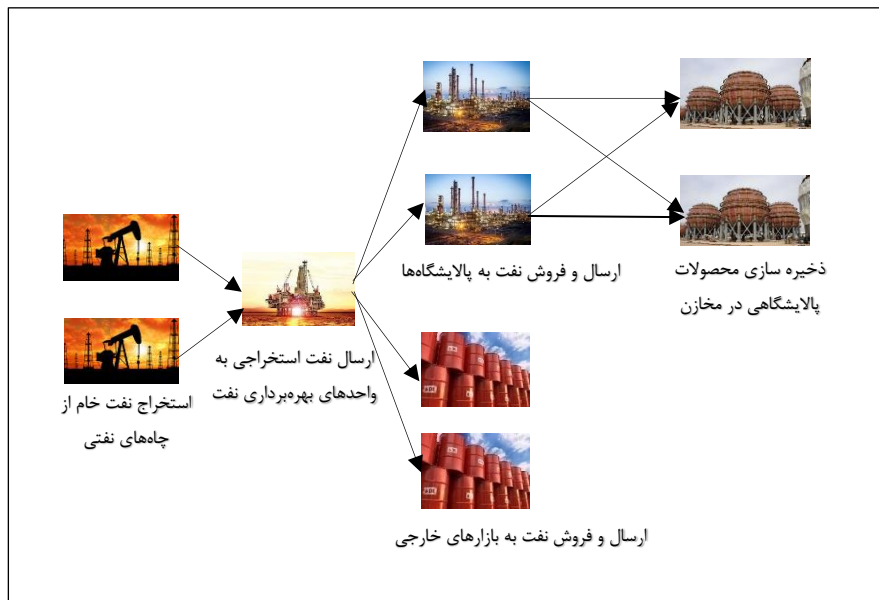 ارسال و فروش نفت به پالایشگاه‌ها
ذخیره سازی محصولات
پالایشگاهی در مخازن
ارسال نفت استخراجی به
واحدهای بهره‌برداری نفت
استخراج نفت خام از
چاه‌های نفتی
ارسال و فروش نفت به بازارهای خارجی